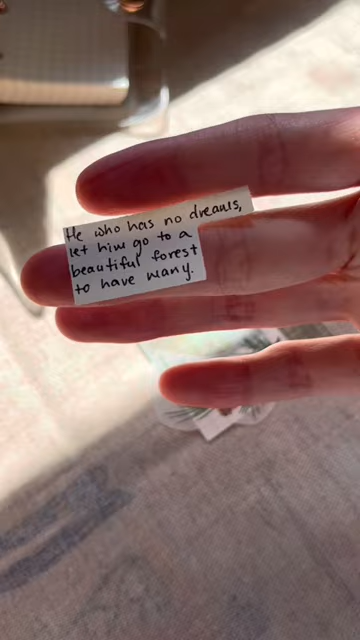 He who has no dreams,
let him go to a
beautiful forest
to have many.